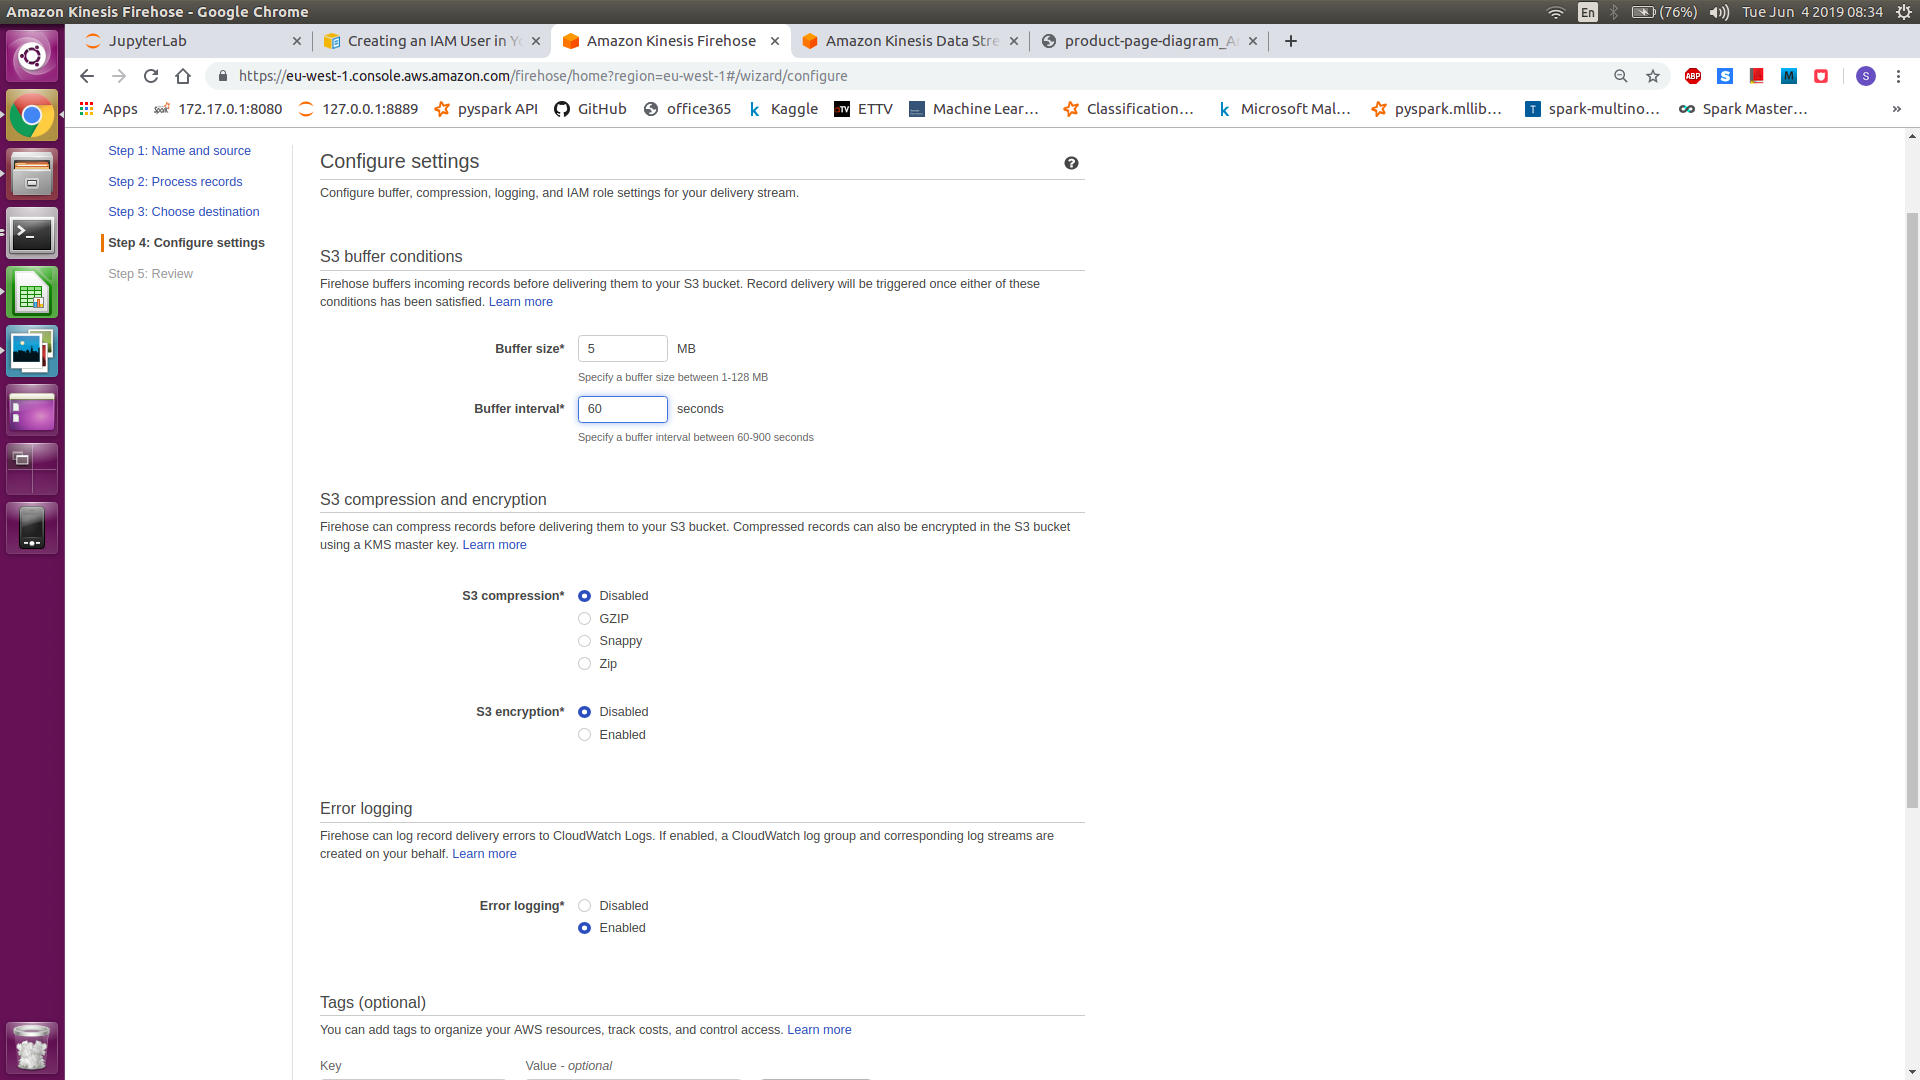 Amazon Kinesis Firehose - Google Chrome
En
(76%)
Tue Jun 4 2019 08:34
JupyterLab
Creating an IAM User in Yo
Amazon Kinesis Firehose
Amazon Kinesis Data Stre
product-page-diagram_A
https://eu-west-1.console.aws.amazon.com/firehose/home?region=eu-west-1#/wizard/configure
ABP
S
M
S
Apps
172.17.0.1:8080
127.0.0.1:8889
pyspark API
GitHub
office365
k Kaggle
ETTV
Machine Lear…
Classification…
k Microsoft Mal…
pyspark.mllib…
T spark-multino…
Spark Master…
»
Step 1: Name and source
Step 2: Process records
Step 3: Choose destination
Step 4: Configure settings
Step 5: Review
Configure settings
Configure buffer, compression, logging, and IAM role settings for your delivery stream.
S3 buffer conditions
Firehose buffers incoming records before delivering them to your S3 bucket. Record delivery will be triggered once either of these
conditions has been satisfied. Learn more
Buffer size* 5 MB
Specify a buffer size between 1-128 MB
Buffer interval* 60 seconds
Specify a buffer interval between 60-900 seconds
S3 compression and encryption
Firehose can compress records before delivering them to your S3 bucket. Compressed records can also be encrypted in the S3 bucket
using a KMS master key. Learn more
S3 compression* Disabled
GZIP
Snappy
Zip
S3 encryption* Disabled
Enabled
Error logging
Firehose can log record delivery errors to CloudWatch Logs. If enabled, a CloudWatch log group and corresponding log streams are
created on your behalf. Learn more
Error logging* Disabled
Enabled
Tags (optional)
You can add tags to organize your AWS resources, track costs, and control access. Learn more
Key
Value - optional